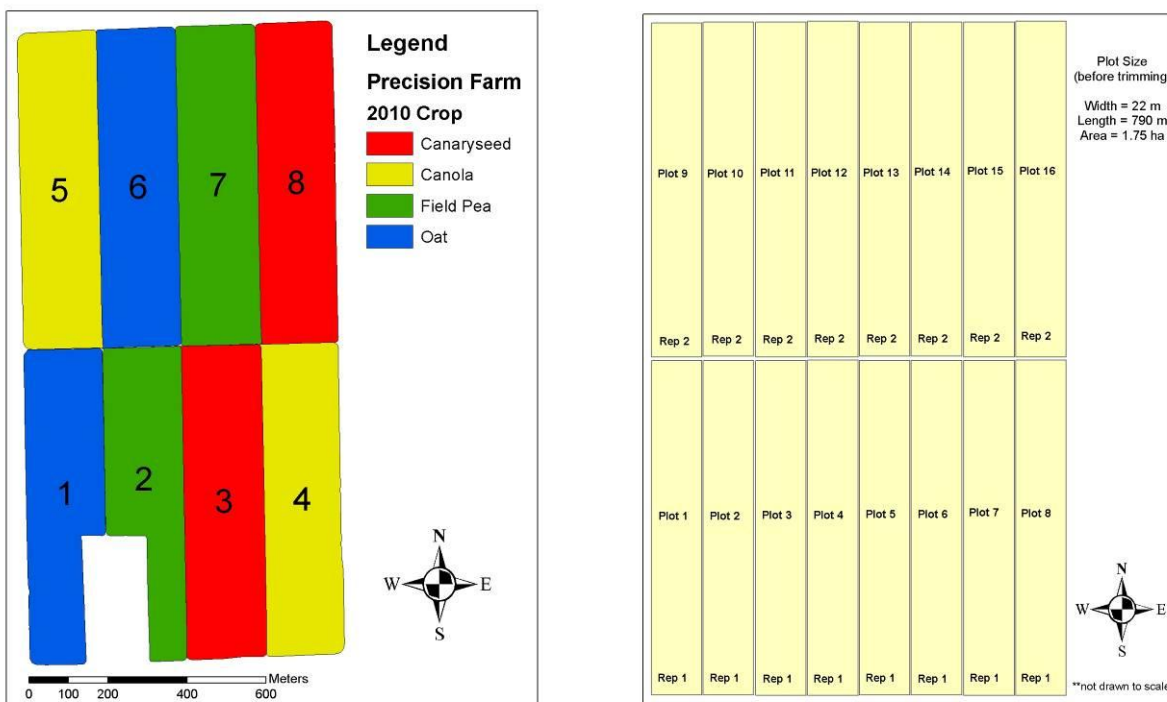 Legend
Precision Farm
2010 Crop
Canaryseed
Canola
Field Pea
Oat
5
6
7
8
1
2
3
4
N
W
E
S
Meters
0 100 200 400 600
Plot Size
(before trimming)
Width = 22 m
Length = 790 m
Area = 1.75 ha
Plot 9 Plot 10 Plot 11 Plot 12 Plot 13 Plot 14 Plot 15 Plot 16
Rep 2 Rep 2 Rep 2 Rep 2 Rep 2 Rep 2 Rep 2 Rep 2
Plot 1 Plot 2 Plot 3 Plot 4 Plot 5 Plot 6 Plot 7 Plot 8
Rep 1 Rep 1 Rep 1 Rep 1 Rep 1 Rep 1 Rep 1 Rep 1
N
W
E
S
**not drawn to scale